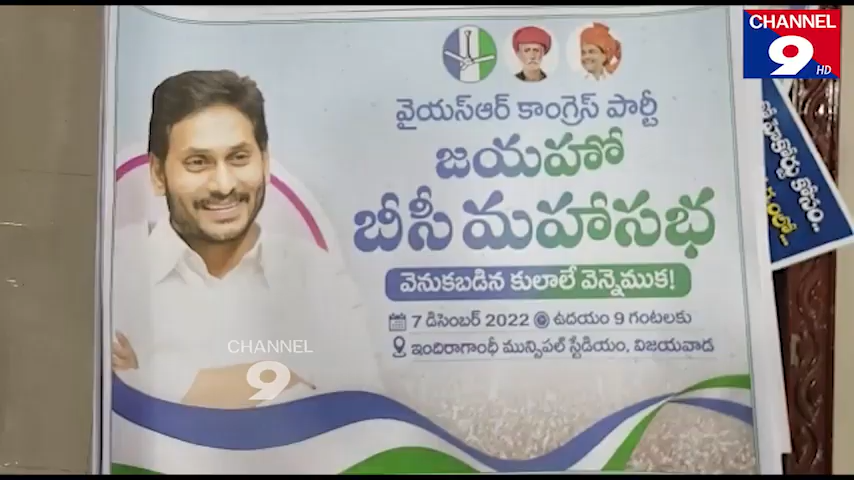 CHANNEL
9
HD
వైయస్ఆర్ కాంగ్రెస్ పార్టీ
జయహో
బీసీ మహాసభ
వెనుకబడిన కులాలే వెన్నెముక!
7 డిసెంబర్ 2022 ఉదయం 9 గంటలకు
ఇందిరాగాంధీ మున్సిపల్ స్టేడియం, విజయవాడ
CHANNEL
9
కోసం..